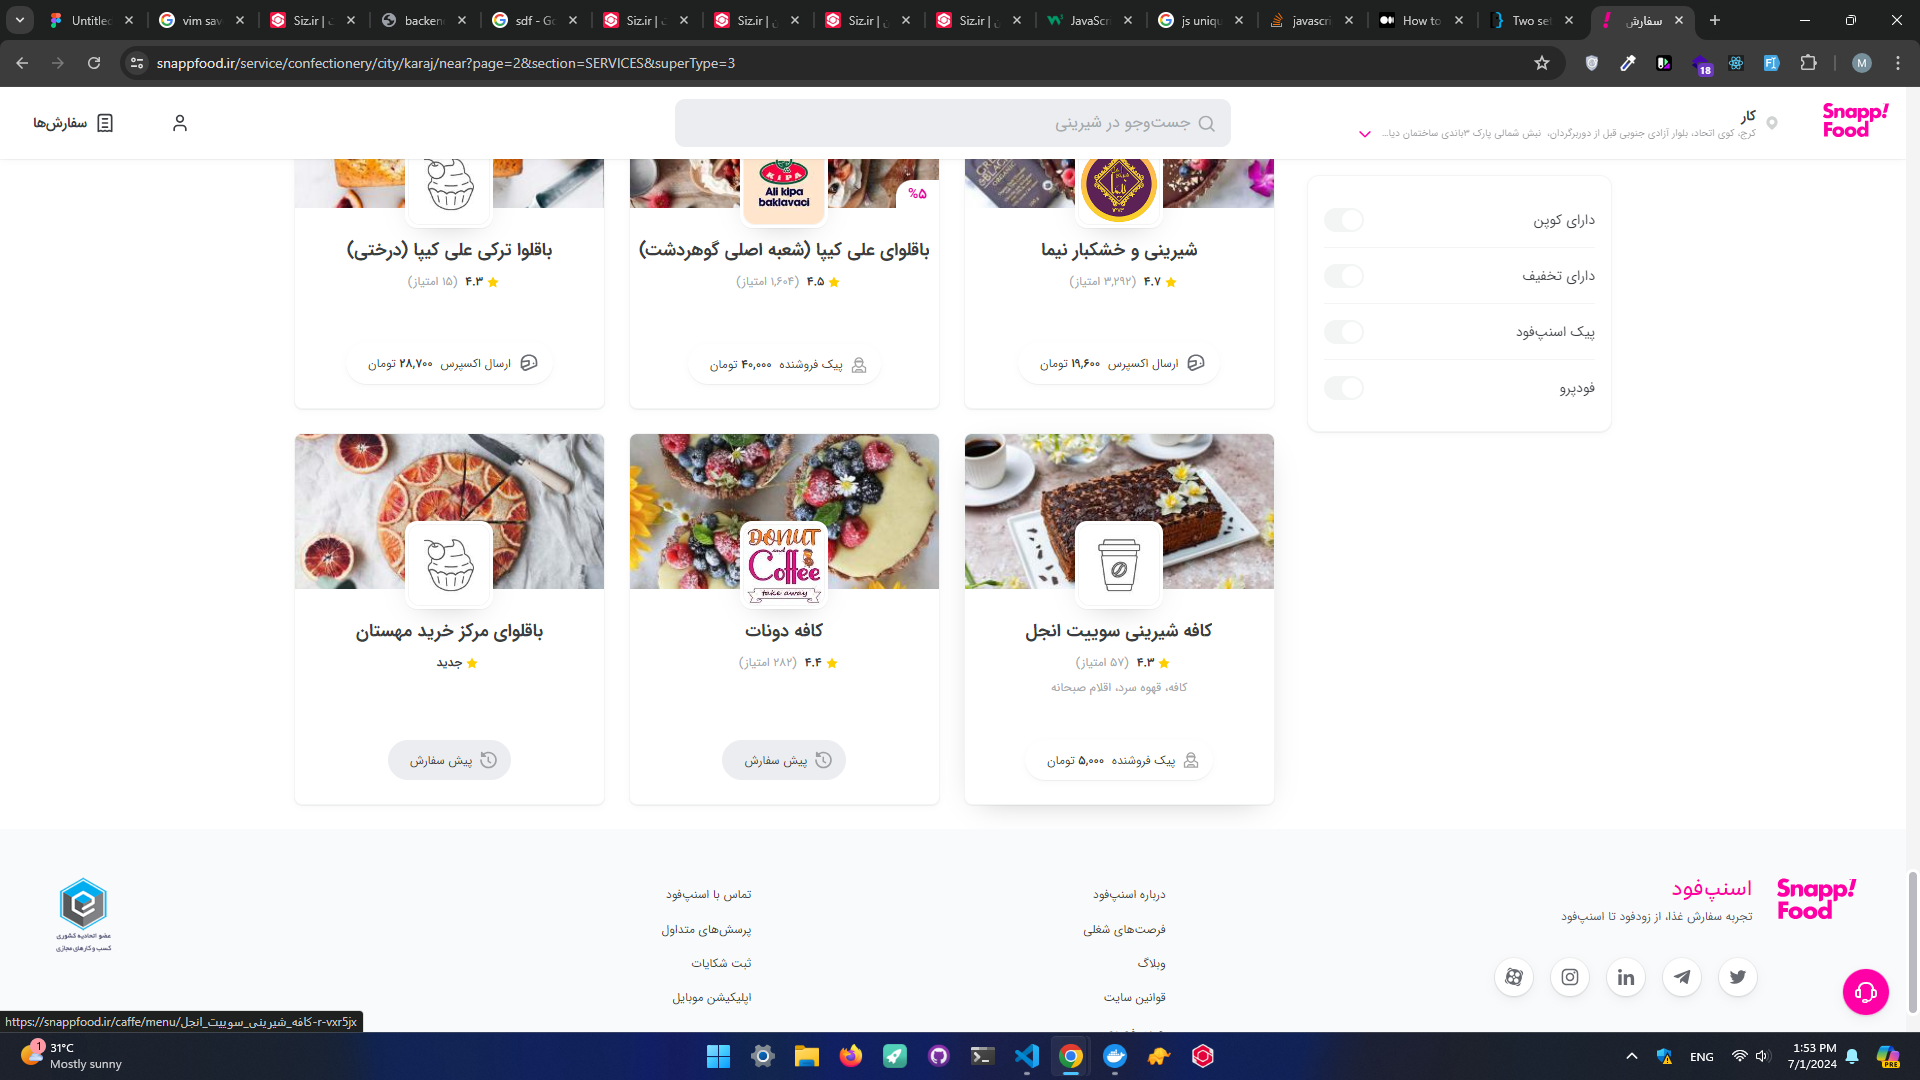 Untitled
vim sav
Siz.ir |
backen
sdf - Go
Siz.ir |
Siz.ir |
Siz.ir |
Siz.ir |
JavaScri
js uniqu
javascri
How to
Two set
سفارش
snappfood.ir/service/confectionery/city/karaj/near?page=2&section=SERVICES&superType=3
18
M
Snapp!
Food
کار
کرج، کوی اتحاد، بلوار آزادی جنوبی قبل از دوربرگردان، نبش شمالی پارک ۳باندی ساختمان دیا...
جست‌وجو در شیرینی
سفارش‌ها
دارای کوپن
دارای تخفیف
پیک اسنپ‌فود
فودپرو
شیرینی و خشکبار نیما
۴.۷ (۳,۲۹۲ امتیاز)
ارسال اکسپرس ۱۹,۶۰۰ تومان
KIPA
Ali kipa
baklavaci
%۵
باقلوای علی کیپا (شعبه اصلی گوهردشت)
۴.۵ (۱,۶۰۴ امتیاز)
پیک فروشنده ۴۰,۰۰۰ تومان
باقلوا ترکی علی کیپا (درختی)
۴.۳ (۱۵ امتیاز)
ارسال اکسپرس ۲۸,۷۰۰ تومان
کافه شیرینی سوییت انجل
۴.۳ (۵۷ امتیاز)
کافه، قهوه سرد، اقلام صبحانه
پیک فروشنده ۵,۰۰۰ تومان
DONUT
and
Coffee
take away
کافه دونات
۴.۴ (۲۸۲ امتیاز)
پیش سفارش
باقلوای مرکز خرید مهستان
جدید
پیش سفارش
Snapp!
Food
اسنپ‌فود
تجربه سفارش غذا، از زودفود تا اسنپ‌فود
درباره اسنپ‌فود
فرصت‌های شغلی
وبلاگ
قوانین سایت
تماس با اسنپ‌فود
پرسش‌های متداول
ثبت شکایات
اپلیکیشن موبایل
عضو اتحادیه کشوری
کسب و کارهای مجازی
https://snappfood.ir/caffe/menu/کافه_شیرینی_سوییت_انجل-r-vxr5jx
1
31°C
Mostly sunny
ENG
1:53 PM
7/1/2024
PRE